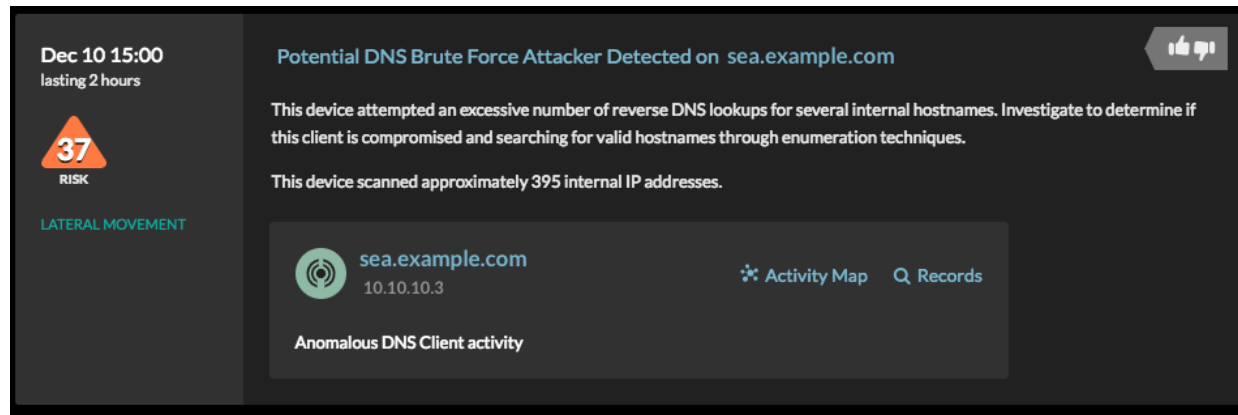 Dec 10 15:00
lasting 2 hours
37
RISK
LATERAL MOVEMENT
Potential DNS Brute Force Attacker Detected on sea.example.com
This device attempted an excessive number of reverse DNS lookups for several internal hostnames. Investigate to determine if
this client is compromised and searching for valid hostnames through enumeration techniques.
This device scanned approximately 395 internal IP addresses.
sea.example.com
10.10.10.3
Activity Map
Records
Anomalous DNS Client activity